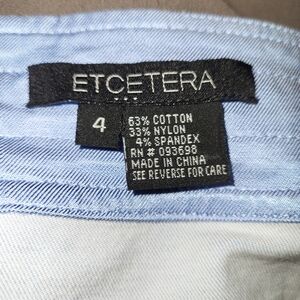 ETCETERA
4
63% COTTON
33% NYLON
4% SPANDEX
RN # 093698
MADE IN CHINA
SEE REVERSE FOR CARE